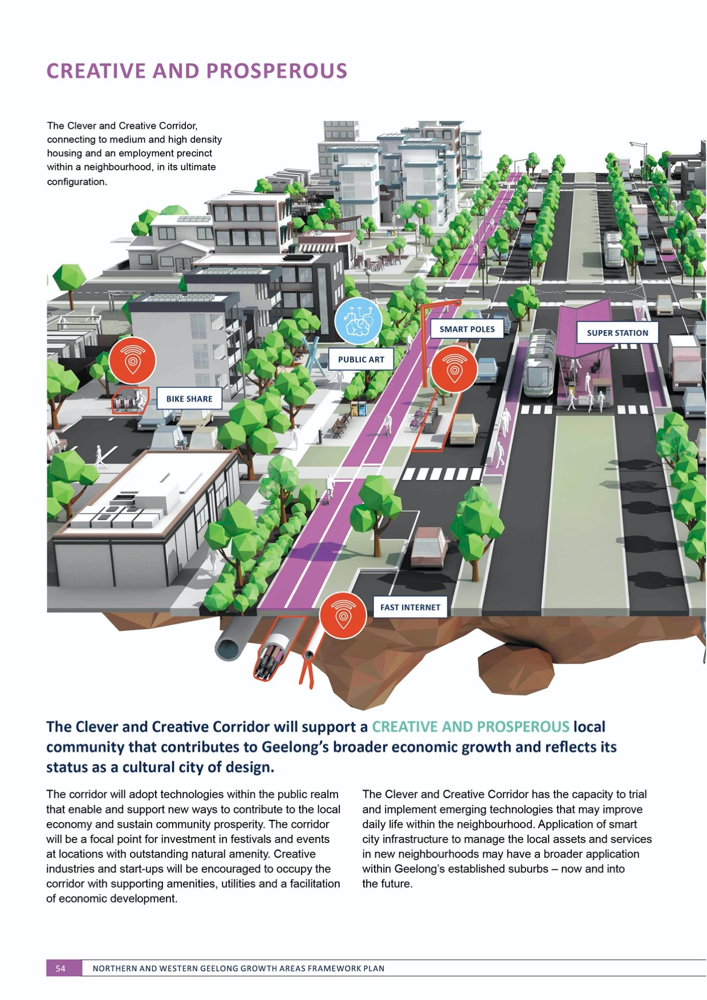 CREATIVE AND PROSPEROUS
The Clever and Creative Corridor,
connecting to medium and high density
housing and an employment precinct
within a neighbourhood, in its ultimate
configuration.
SMART POLES
SUPER STATION
PUBLIC ART
BIKE SHARE
FAST INTERNET
The Clever and Creative Corridor will support a CREATIVE AND PROSPEROUS local
community that contributes to Geelong’s broader economic growth and reflects its
status as a cultural city of design.
The corridor will adopt technologies within the public realm
that enable and support new ways to contribute to the local
economy and sustain community prosperity. The corridor
will be a focal point for investment in festivals and events
at locations with outstanding natural amenity. Creative
industries and start-ups will be encouraged to occupy the
corridor with supporting amenities, utilities and a facilitation
of economic development.
The Clever and Creative Corridor has the capacity to trial
and implement emerging technologies that may improve
daily life within the neighbourhood. Application of smart
city infrastructure to manage the local assets and services
in new neighbourhoods may have a broader application
within Geelong’s established suburbs – now and into
the future.
54 NORTHERN AND WESTERN GEELONG GROWTH AREAS FRAMEWORK PLAN